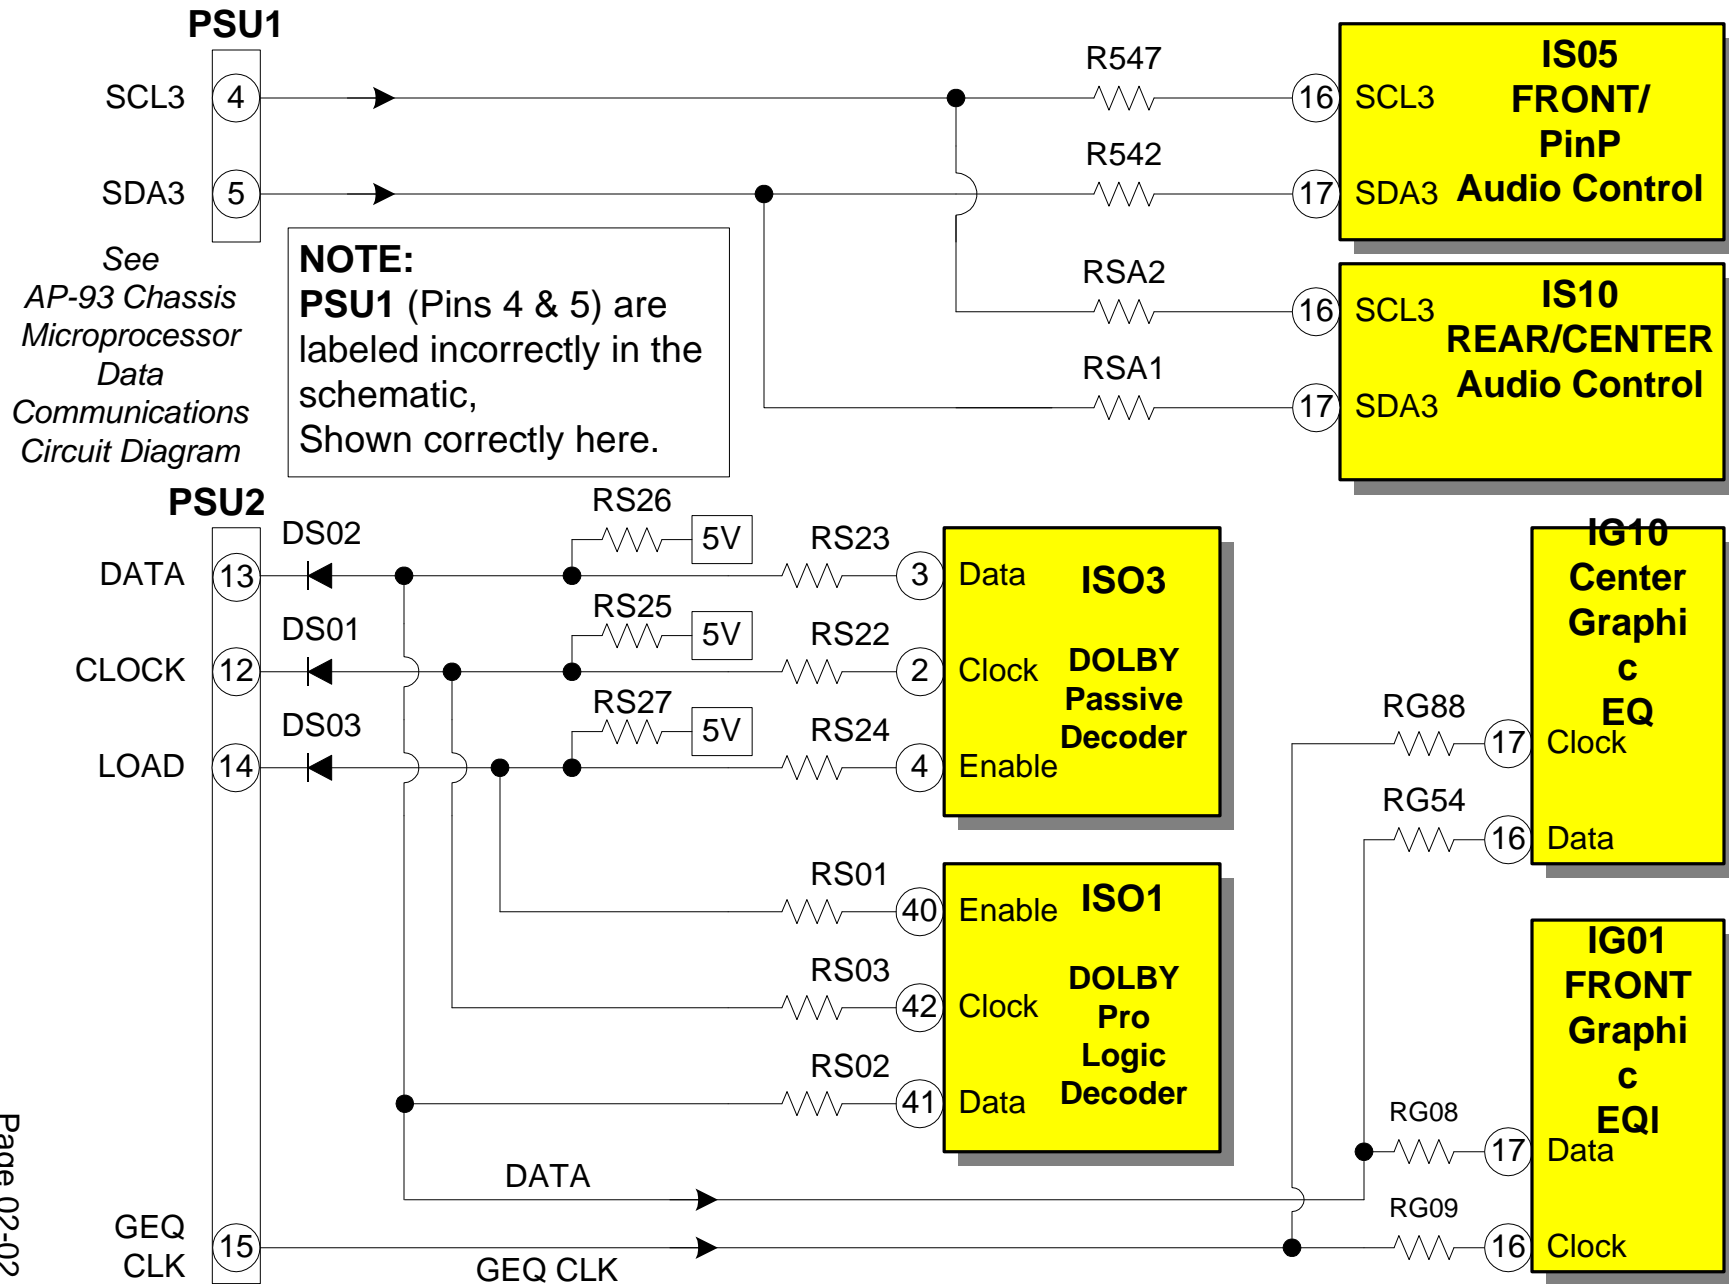 PSU1
SCL3 4
R547
16 SCL3
IS05
FRONT/
PinP
Audio Control
SDA3 5
R542
17 SDA3
See
AP-93 Chassis
Microprocessor
Data
Communications
Circuit Diagram
NOTE:
PSU1 (Pins 4 & 5) are
labeled incorrectly in the
schematic,
Shown correctly here.
RSA2
16 SCL3
RSA1
17 SDA3
IS10
REAR/CENTER
Audio Control
PSU2
DATA 13
DS02
RS26
5V
RS23
3 Data
CLOCK 12
DS01
RS25
5V
RS22
2 Clock
LOAD 14
DS03
RS27
5V
RS24
4 Enable
ISO3
DOLBY
Passive
Decoder
RS01
40 Enable
RS03
42 Clock
RS02
41 Data
ISO1
DOLBY
Pro
Logic
Decoder
IG10
Center
Graphi
c
EQ
RG88
17 Clock
RG54
16 Data
IG01
FRONT
Graphi
c
EQI
RG08
17 Data
RG09
16 Clock
DATA
GEQ
CLK
15
GEQ CLK
Page 02-02